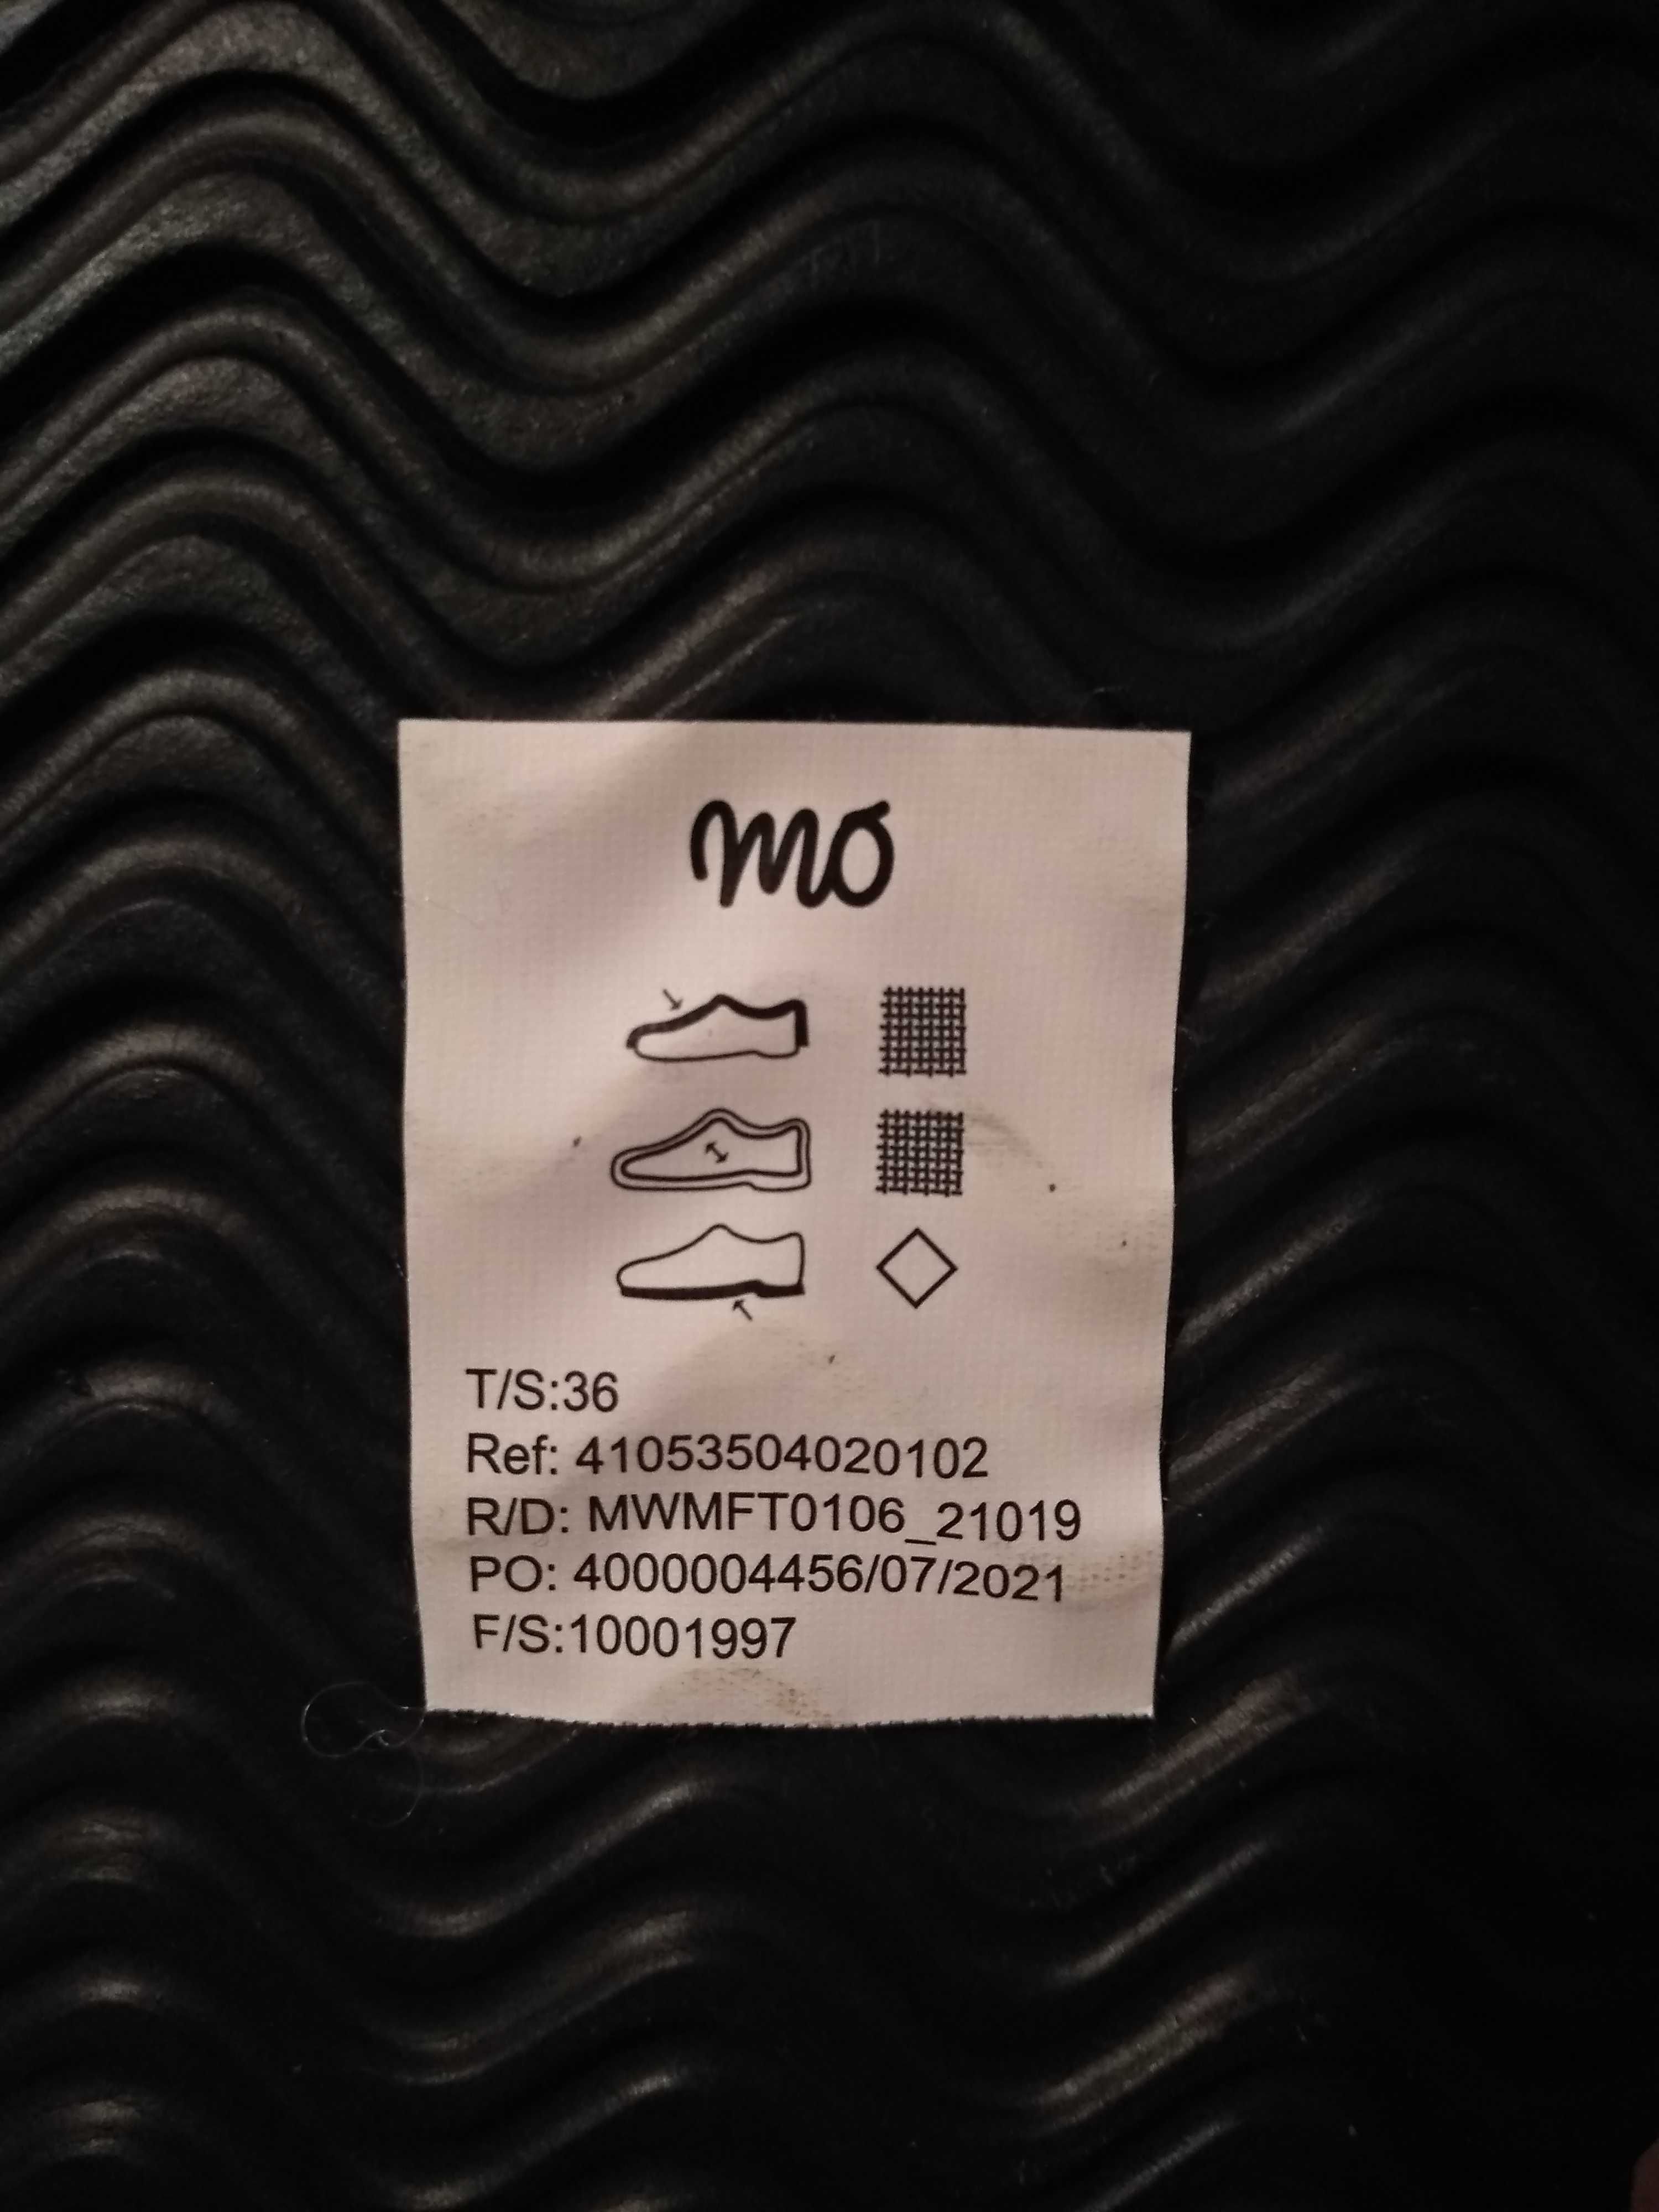 mo
T/S:36
Ref: 41053504020102
R/D: MWMFT0106_21019
PO: 4000004456/07/2021
F/S:10001997